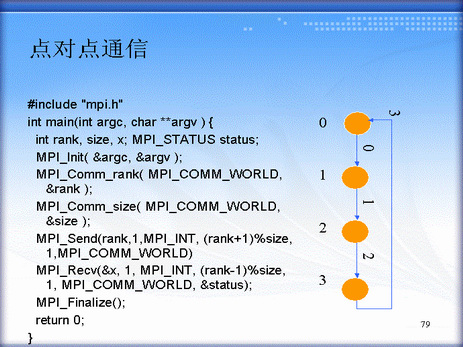 点对点通信
#include "mpi.h"
int main(int argc, char **argv ) {
int rank, size, x; MPI_STATUS status;
MPI_Init( &argc, &argv );
MPI_Comm_rank( MPI_COMM_WORLD,
&rank );
MPI_Comm_size( MPI_COMM_WORLD,
&size );
MPI_Send(rank,1,MPI_INT, (rank+1)%size,
1,MPI_COMM_WORLD)
MPI_Recv(&x, 1, MPI_INT, (rank-1)%size,
1, MPI_COMM_WORLD, &status);
MPI_Finalize();
return 0;
}
0
1
2
3
0
1
2
3
79